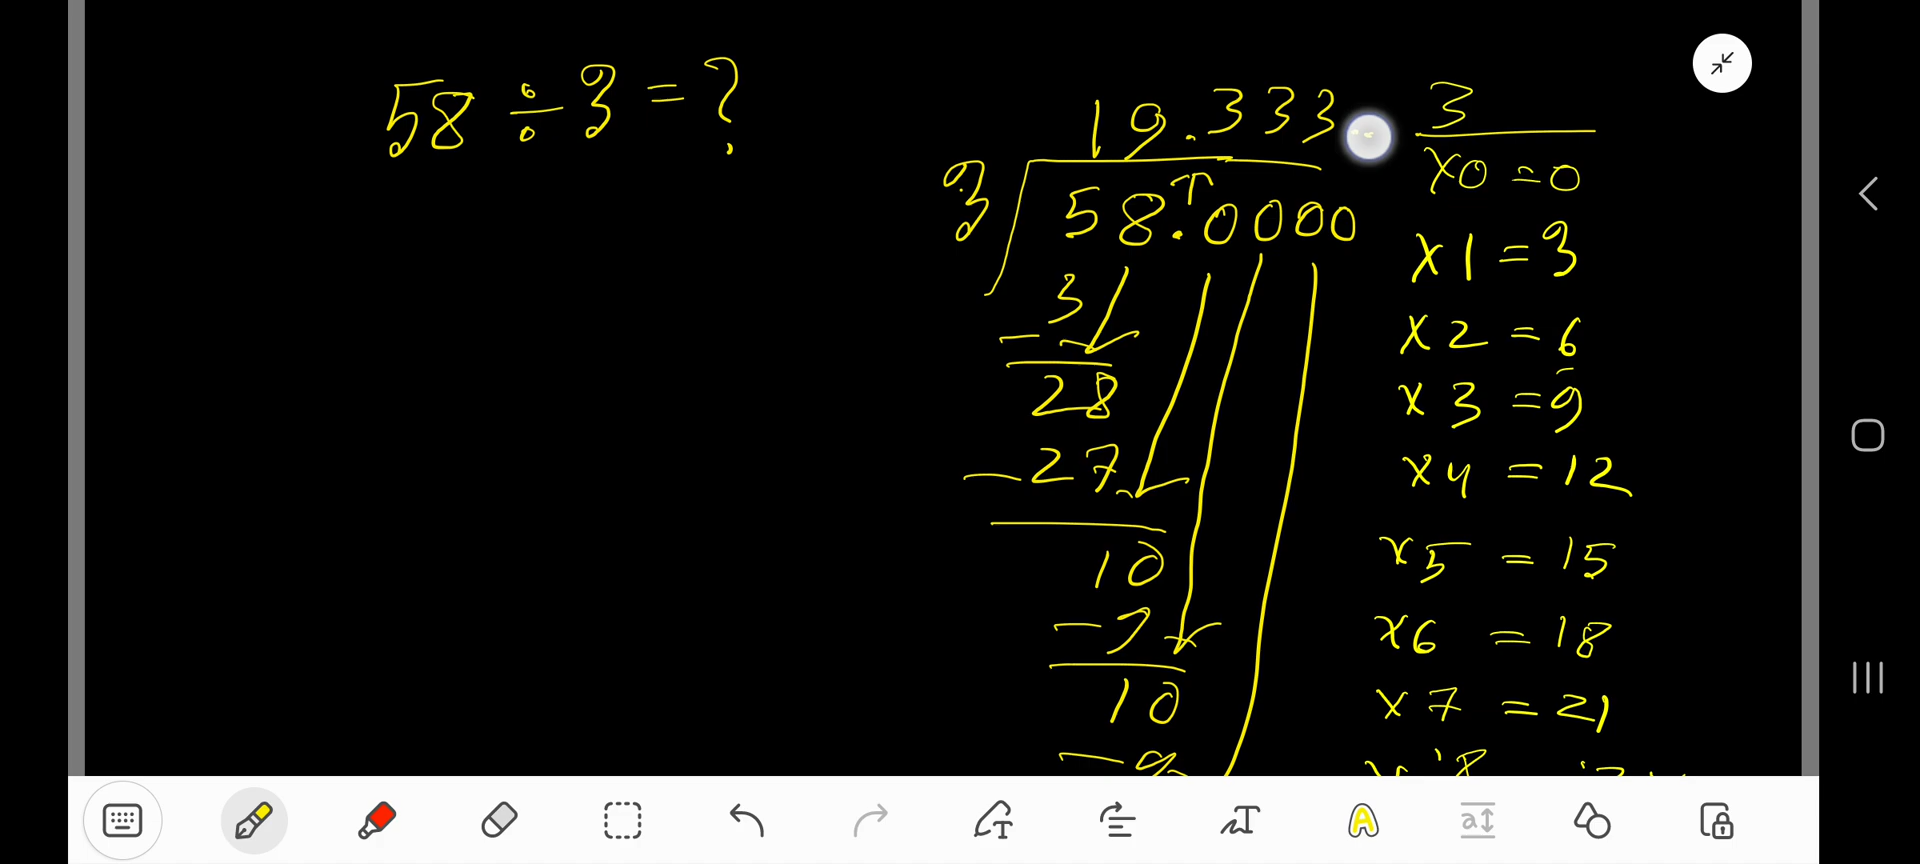 58 ÷ 3 = ?
19.333
3
58.0000
3
- 3
28
- 27
10
- 9
10
- 9
x0 = 0
x1 = 3
x2 = 6
x3 = 9
x4 = 12
x5 = 15
x6 = 18
x7 = 21
T
A